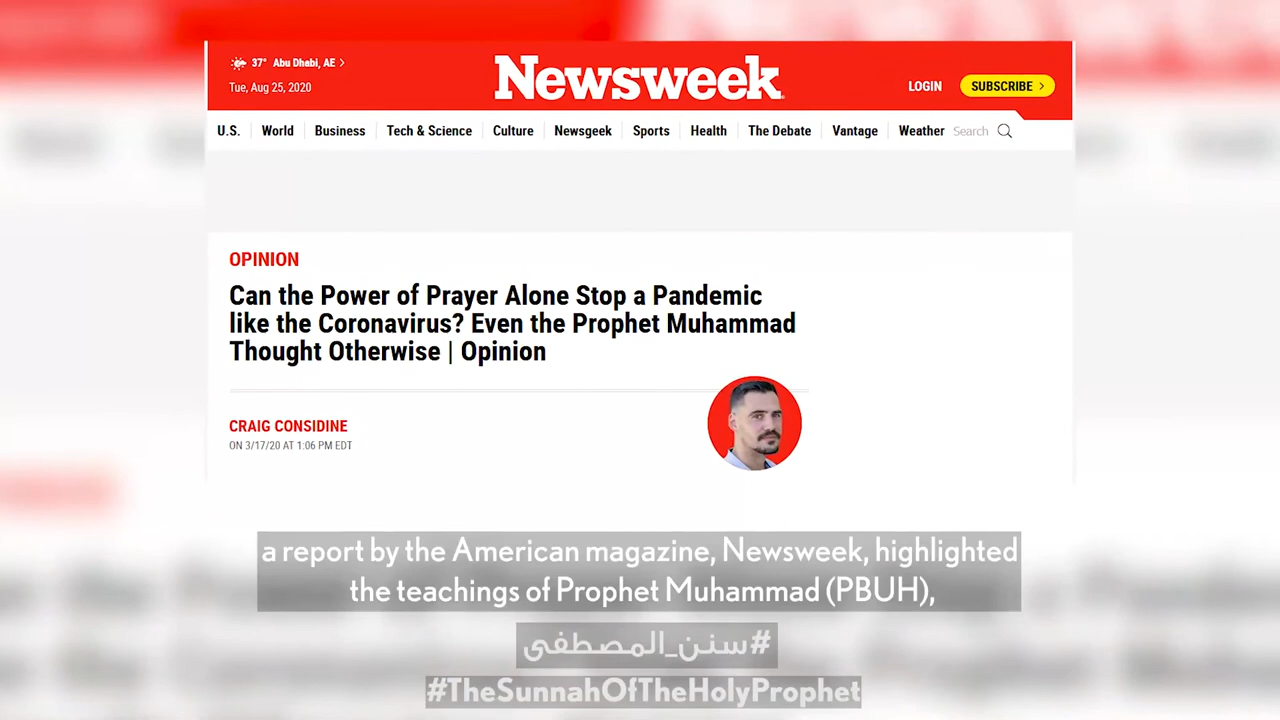 37° Abu Dhabi, AE
Tue, Aug 25, 2020
Newsweek
LOGIN
SUBSCRIBE
U.S. World Business Tech & Science Culture Newsgeek Sports Health The Debate Vantage Weather Search
OPINION
Can the Power of Prayer Alone Stop a Pandemic
like the Coronavirus? Even the Prophet Muhammad
Thought Otherwise | Opinion
CRAIG CONSIDINE
ON 3/17/20 AT 1:06 PM EDT
a report by the American magazine, Newsweek, highlighted
the teachings of Prophet Muhammad (PBUH),
#سنن_المصطفى
#TheSunnahOfTheHolyProphet